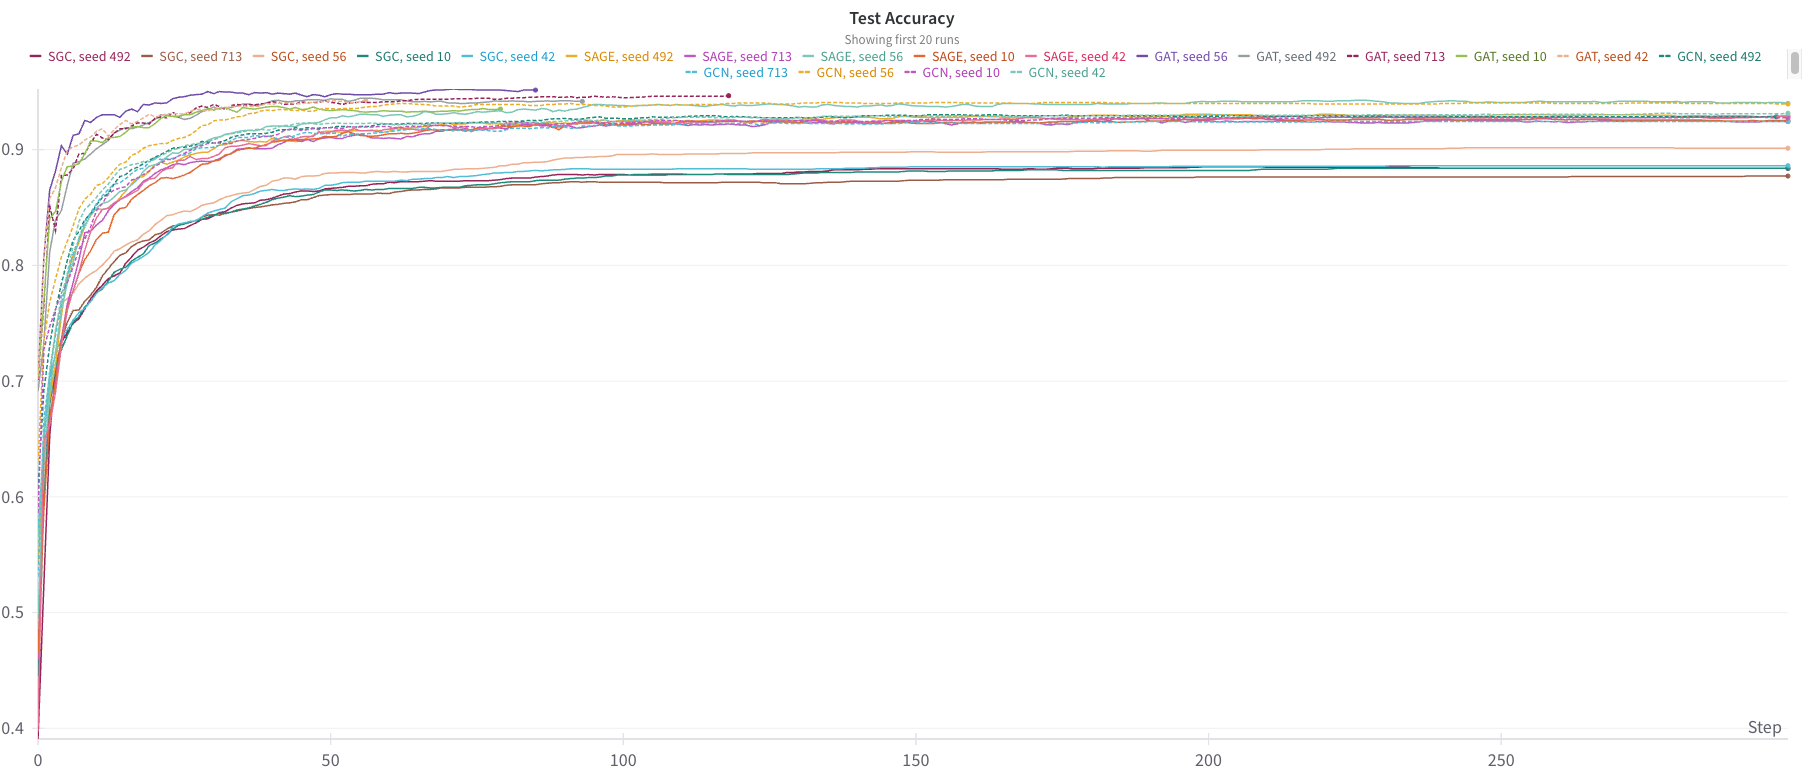 Test Accuracy
Showing first 20 runs
SGC, seed 492 SGC, seed 713 SGC, seed 56 SGC, seed 10 SGC, seed 42 SAGE, seed 492 SAGE, seed 713 SAGE, seed 56 SAGE, seed 10 SAGE, seed 42 GAT, seed 56 GAT, seed 492 GAT, seed 713 GAT, seed 10 GAT, seed 42 GCN, seed 492
GCN, seed 713 GCN, seed 56 GCN, seed 10 GCN, seed 42
0.9
0.8
0.7
0.6
0.5
0.4
Step
0 50 100 150 200 250